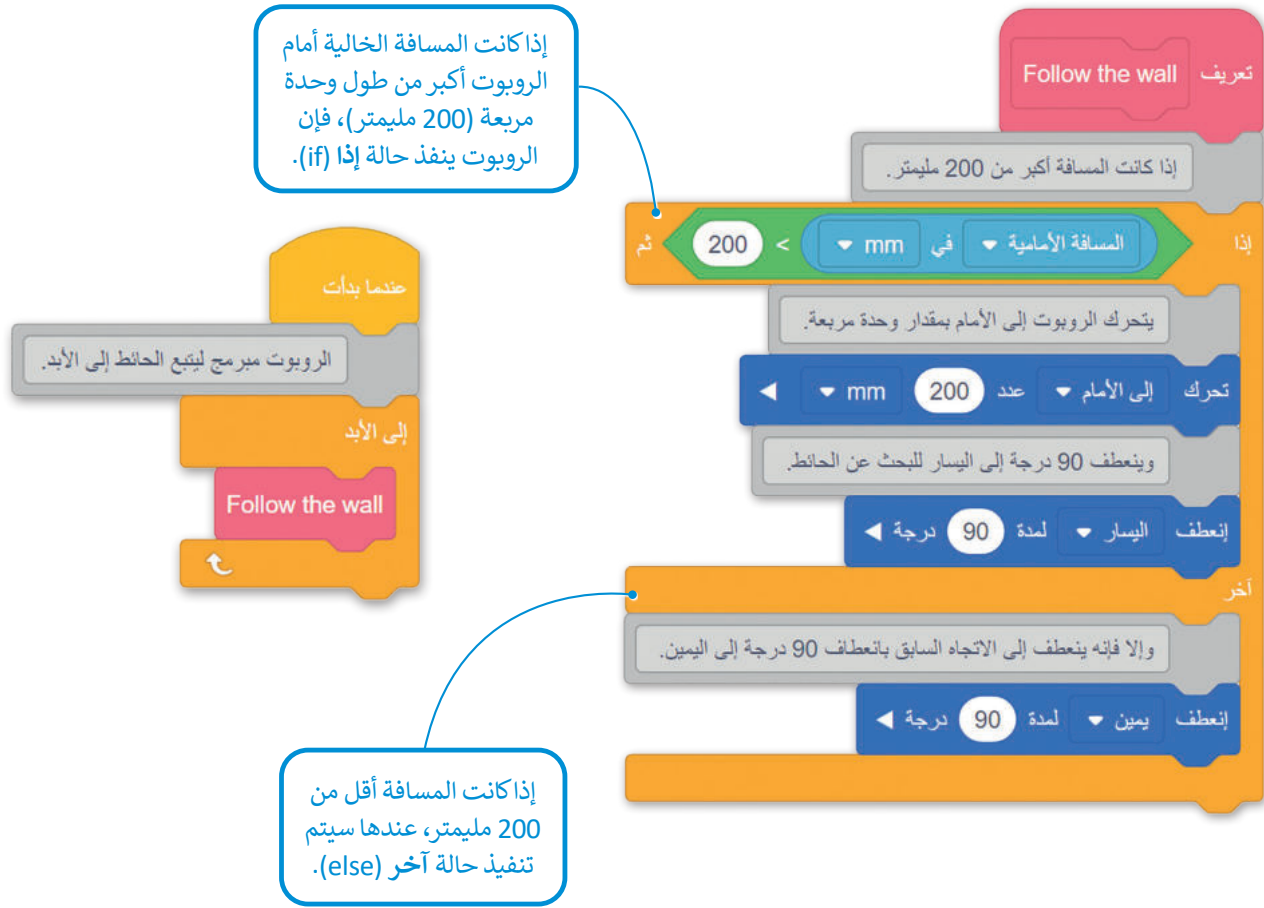 إذا كانت المسافة الخالية أمام
الروبوت أكبر من طول وحدة
مربعة (200 مليمتر)، فإن
الروبوت ينفذ حالة إذا (if).
تعريف Follow the wall
إذا كانت المسافة أكبر من 200 مليمتر.
إذا المسافة الأمامية في mm > 200 ثم
يتحرك الروبوت إلى الأمام بمقدار وحدة مربعة.
تحرك إلى الأمام عدد 200 mm
وينعطف 90 درجة إلى اليسار للبحث عن الحائط.
إنعطف اليسار لمدة 90 درجة
آخر
وإلا فإنه ينعطف إلى الاتجاه السابق بانعطاف 90 درجة إلى اليمين.
إنعطف يمين لمدة 90 درجة
عندما بدأت
الروبوت مبرمج ليتبع الحائط إلى الأبد.
إلى الأبد
Follow the wall
إذا كانت المسافة أقل من
200 مليمتر، عندها سيتم
تنفيذ حالة آخر (else).